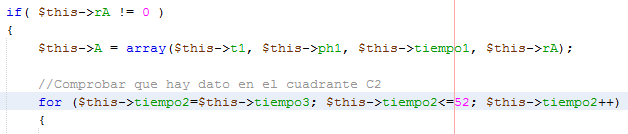 if( $this->rA != 0 )
{
$this->A = array($this->t1, $this->ph1, $this->tiempo1, $this->rA);
//Comprobar que hay dato en el cuadrante C2
for ($this->tiempo2=$this->tiempo3; $this->tiempo2<=52; $this->tiempo2++)
{